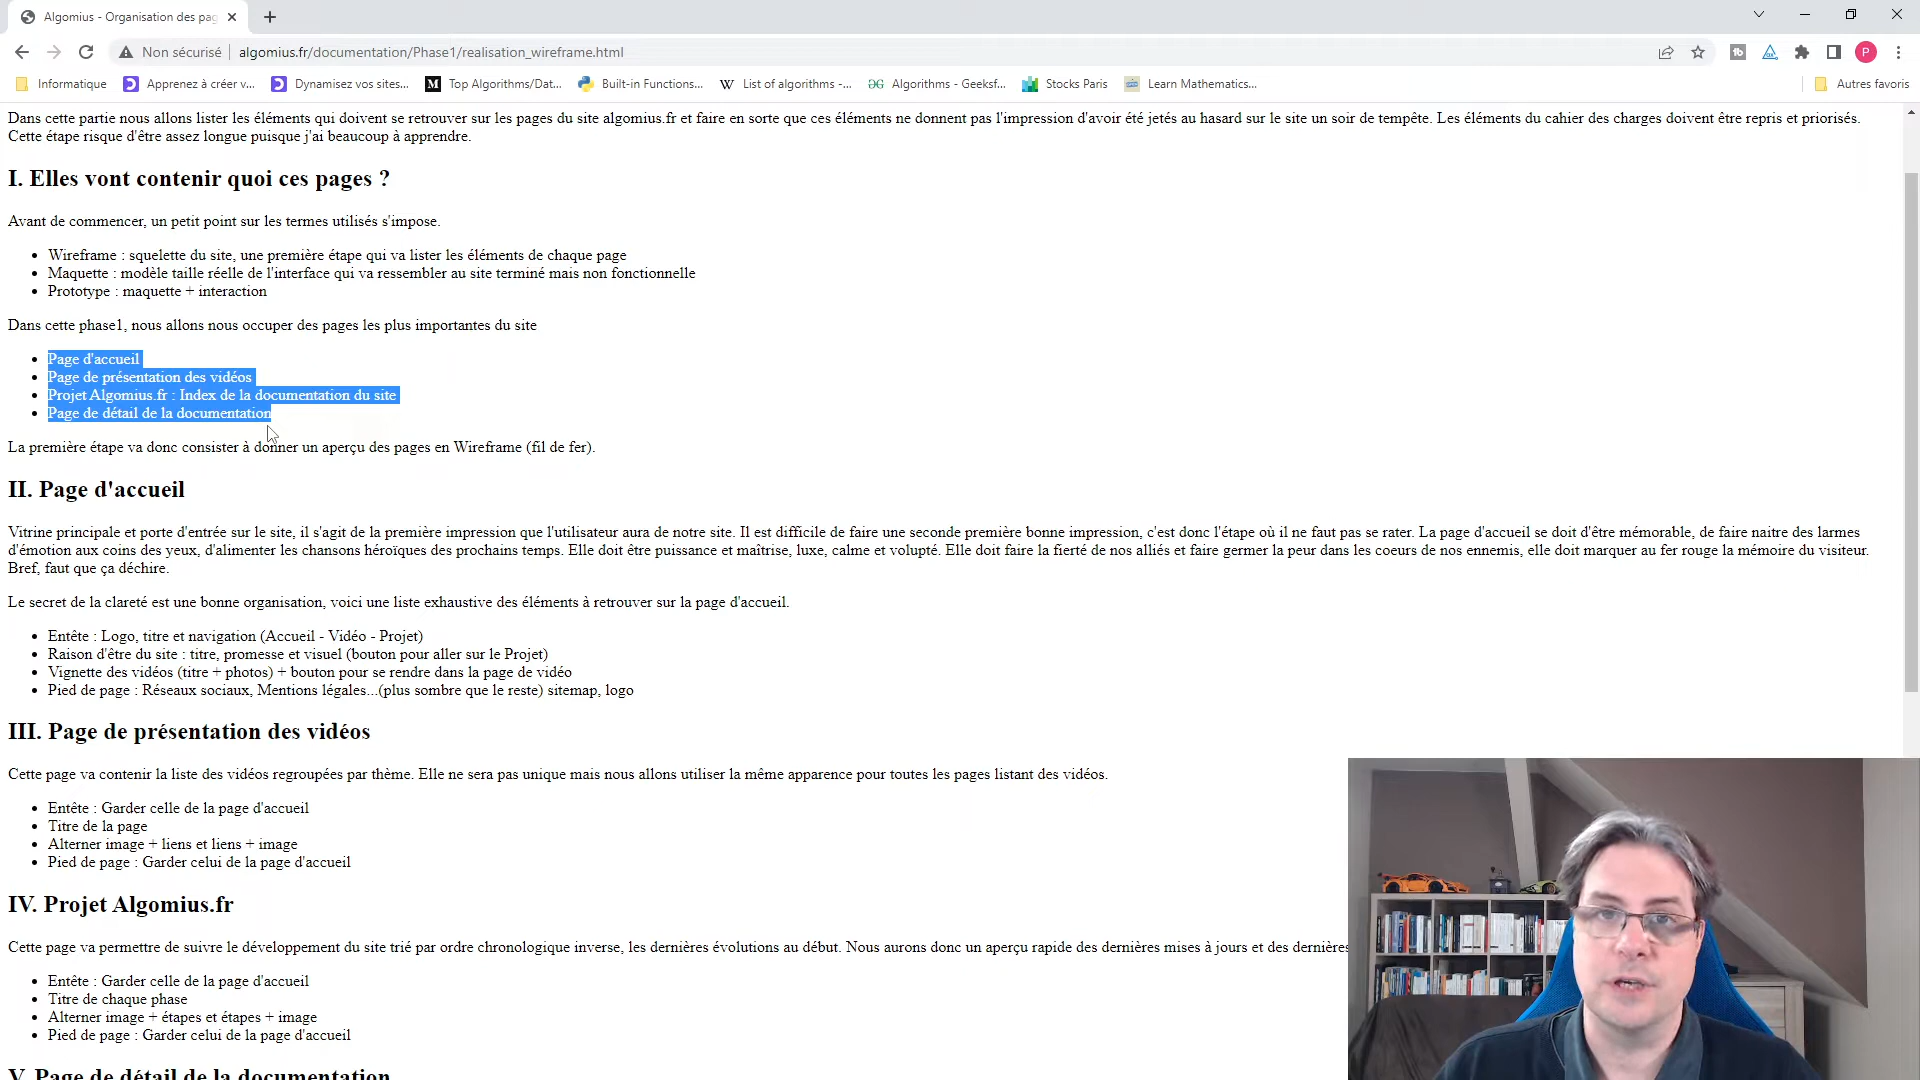 Algomius - Organisation des pag
Non sécurisé
algomius.fr/documentation/Phase1/realisation_wireframe.html
P
Informatique
Apprenez à créer v...
Dynamisez vos sites...
Top Algorithms/Dat...
Built-in Functions...
List of algorithms -...
Algorithms - Geeksf...
Stocks Paris
Learn Mathematics...
Autres favoris
Dans cette partie nous allons lister les éléments qui doivent se retrouver sur les pages du site algomius.fr et faire en sorte que ces éléments ne donnent pas l'impression d'avoir été jetés au hasard sur le site un soir de tempête. Les éléments du cahier des charges doivent être repris et priorisés.
Cette étape risque d'être assez longue puisque j'ai beaucoup à apprendre.
I. Elles vont contenir quoi ces pages ?
Avant de commencer, un petit point sur les termes utilisés s'impose.
Wireframe : squelette du site, une première étape qui va lister les éléments de chaque page
Maquette : modèle taille réelle de l'interface qui va ressembler au site terminé mais non fonctionnelle
Prototype : maquette + interaction
Dans cette phase1, nous allons nous occuper des pages les plus importantes du site
Page d'accueil
Page de présentation des vidéos
Projet Algomius.fr : Index de la documentation du site
Page de détail de la documentation
La première étape va donc consister à donner un aperçu des pages en Wireframe (fil de fer).
II. Page d'accueil
Vitrine principale et porte d'entrée sur le site, il s'agit de la première impression que l'utilisateur aura de notre site. Il est difficile de faire une seconde première bonne impression, c'est donc l'étape où il ne faut pas se rater. La page d'accueil se doit d'être mémorable, de faire naitre des larmes
d'émotion aux coins des yeux, d'alimenter les chansons héroïques des prochains temps. Elle doit être puissance et maîtrise, luxe, calme et volupté. Elle doit faire la fierté de nos alliés et faire germer la peur dans les coeurs de nos ennemis, elle doit marquer au fer rouge la mémoire du visiteur.
Bref, faut que ça déchire.
Le secret de la clareté est une bonne organisation, voici une liste exhaustive des éléments à retrouver sur la page d'accueil.
Entête : Logo, titre et navigation (Accueil - Vidéo - Projet)
Raison d'être du site : titre, promesse et visuel (bouton pour aller sur le Projet)
Vignette des vidéos (titre + photos) + bouton pour se rendre dans la page de vidéo
Pied de page : Réseaux sociaux, Mentions légales...(plus sombre que le reste) sitemap, logo
III. Page de présentation des vidéos
Cette page va contenir la liste des vidéos regroupées par thème. Elle ne sera pas unique mais nous allons utiliser la même apparence pour toutes les pages listant des vidéos.
Entête : Garder celle de la page d'accueil
Titre de la page
Alterner image + liens et liens + image
Pied de page : Garder celui de la page d'accueil
IV. Projet Algomius.fr
Cette page va permettre de suivre le développement du site trié par ordre chronologique inverse, les dernières évolutions au début. Nous aurons donc un aperçu rapide des dernières mises à jours et des dernières
Entête : Garder celle de la page d'accueil
Titre de chaque phase
Alterner image + étapes et étapes + image
Pied de page : Garder celui de la page d'accueil
V. Page de détail de la documentation